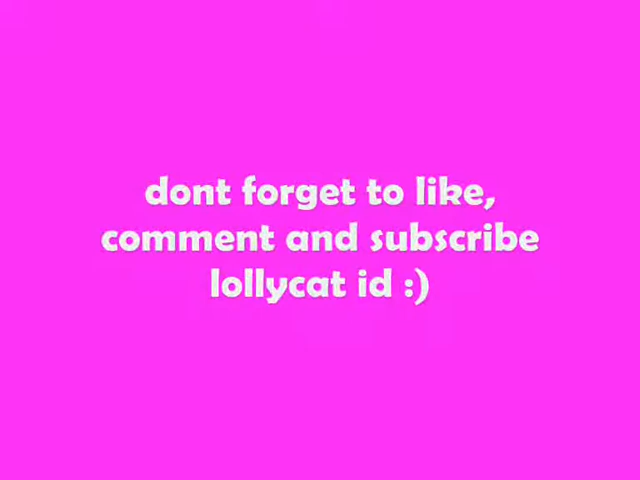 dont forget to like,
comment and subscribe
lollycat id :)